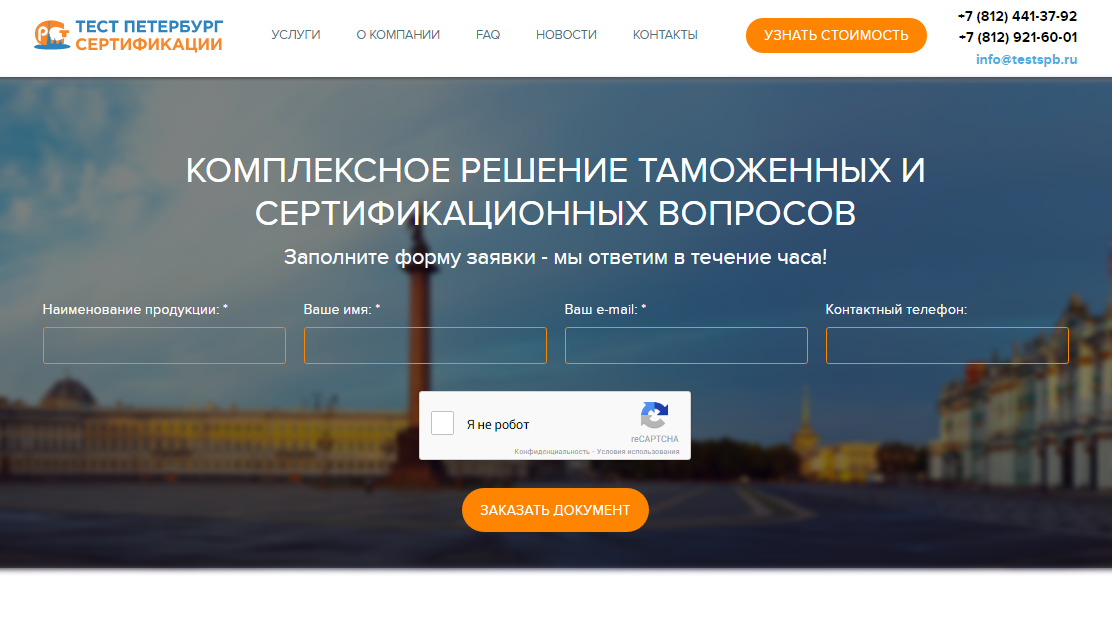 РСТ
ТЕСТ ПЕТЕРБУРГ
СЕРТИФИКАЦИИ
УСЛУГИ
О КОМПАНИИ
FAQ
НОВОСТИ
КОНТАКТЫ
УЗНАТЬ СТОИМОСТЬ
+7 (812) 441-37-92
+7 (812) 921-60-01
info@testspb.ru
КОМПЛЕКСНОЕ РЕШЕНИЕ ТАМОЖЕННЫХ И
СЕРТИФИКАЦИОННЫХ ВОПРОСОВ
Заполните форму заявки - мы ответим в течение часа!
Наименование продукции: *
Ваше имя: *
Ваш e-mail: *
Контактный телефон:
Я не робот
reCAPTCHA
Конфиденциальность - Условия использования
ЗАКАЗАТЬ ДОКУМЕНТ